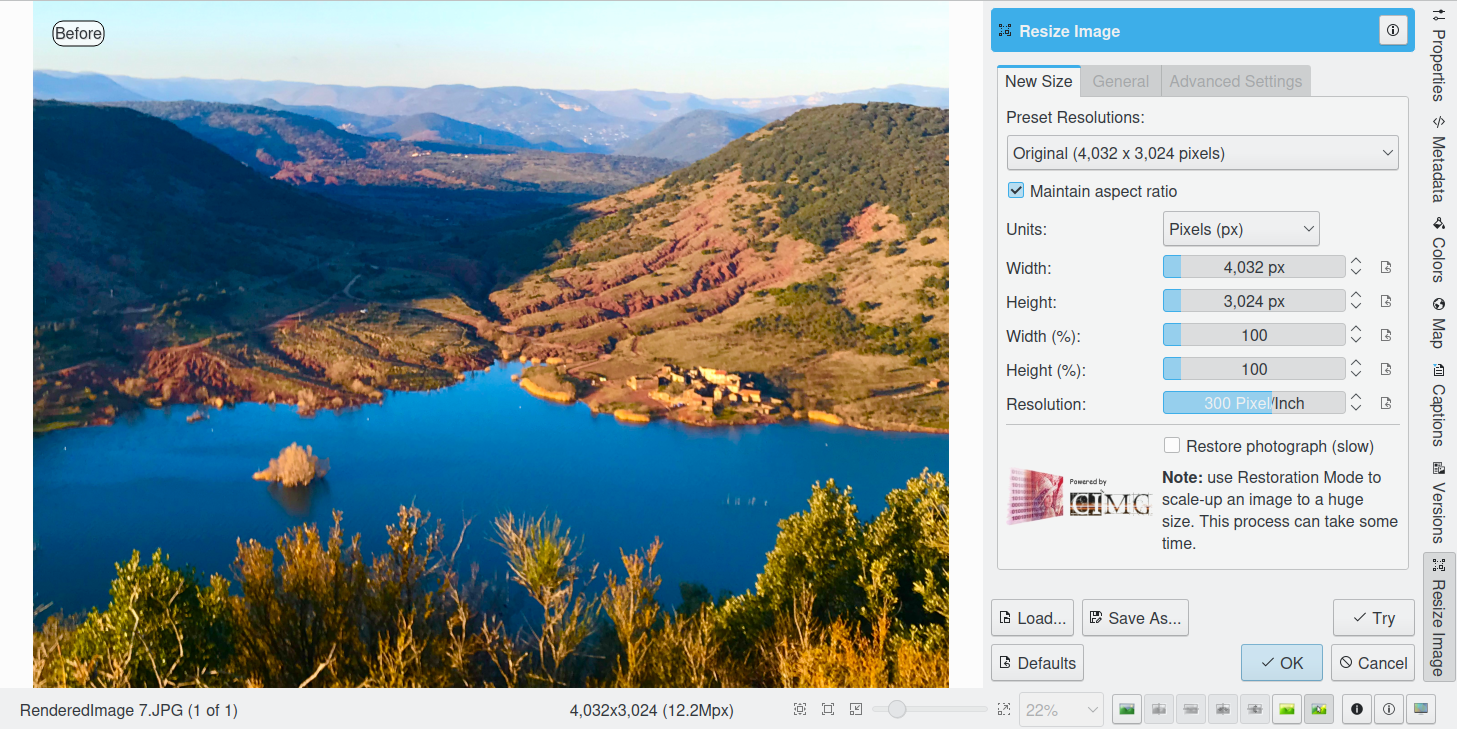 Before
Resize Image
New Size
General
Advanced Settings
Preset Resolutions:
Original (4,032 x 3,024 pixels)
Maintain aspect ratio
Units:
Pixels (px)
Width:
4,032 px
Height:
3,024 px
Width (%):
100
Height (%):
100
Resolution:
300 Pixel/Inch
Restore photograph (slow)
Powered by
CIMG
Note: use Restoration Mode to
scale-up an image to a huge
size. This process can take some
time.
Load...
Save As...
Try
Defaults
OK
Cancel
Properties
Metadata
Colors
Map
Captions
Versions
Resize Image
RenderedImage 7.JPG (1 of 1)
4,032x3,024 (12.2Mpx)
22%